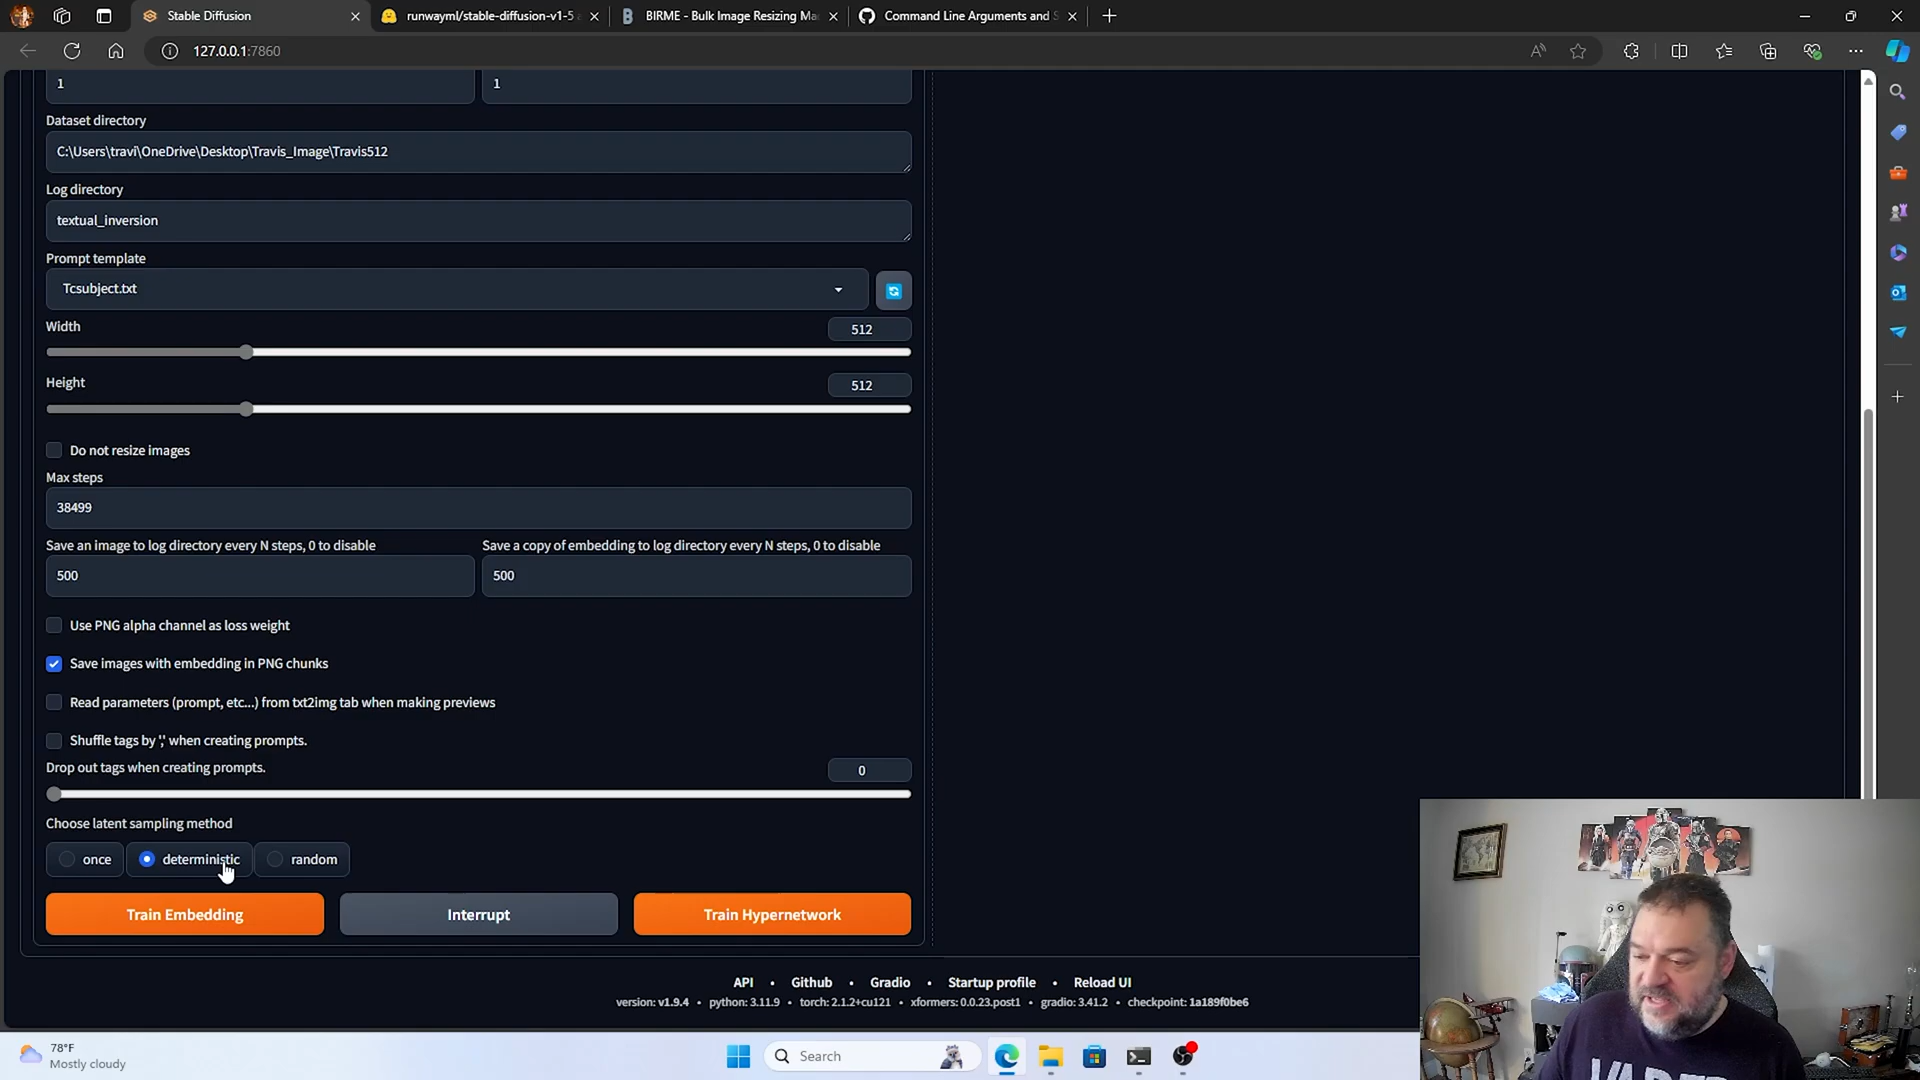 Stable Diffusion
runwayml/stable-diffusion-v1-5
BIRME - Bulk Image Resizing Ma
Command Line Arguments and S
127.0.0.1:7860
1
1
Dataset directory
C:\Users\travi\OneDrive\Desktop\Travis_Image\Travis512
Log directory
textual_inversion
Prompt template
Tcsubject.txt
Width
512
Height
512
Do not resize images
Max steps
38499
Save an image to log directory every N steps, 0 to disable
Save a copy of embedding to log directory every N steps, 0 to disable
500
500
Use PNG alpha channel as loss weight
Save images with embedding in PNG chunks
Read parameters (prompt, etc...) from txt2img tab when making previews
Shuffle tags by ',' when creating prompts.
Drop out tags when creating prompts.
0
Choose latent sampling method
once
deterministic
random
Train Embedding
Interrupt
Train Hypernetwork
API • Github • Gradio • Startup profile • Reload UI
version: v1.9.4 • python: 3.11.9 • torch: 2.1.2+cu121 • xformers: 0.0.23.post1 • gradio: 3.41.2 • checkpoint: 1a189f0be6
78°F
Mostly cloudy
Search